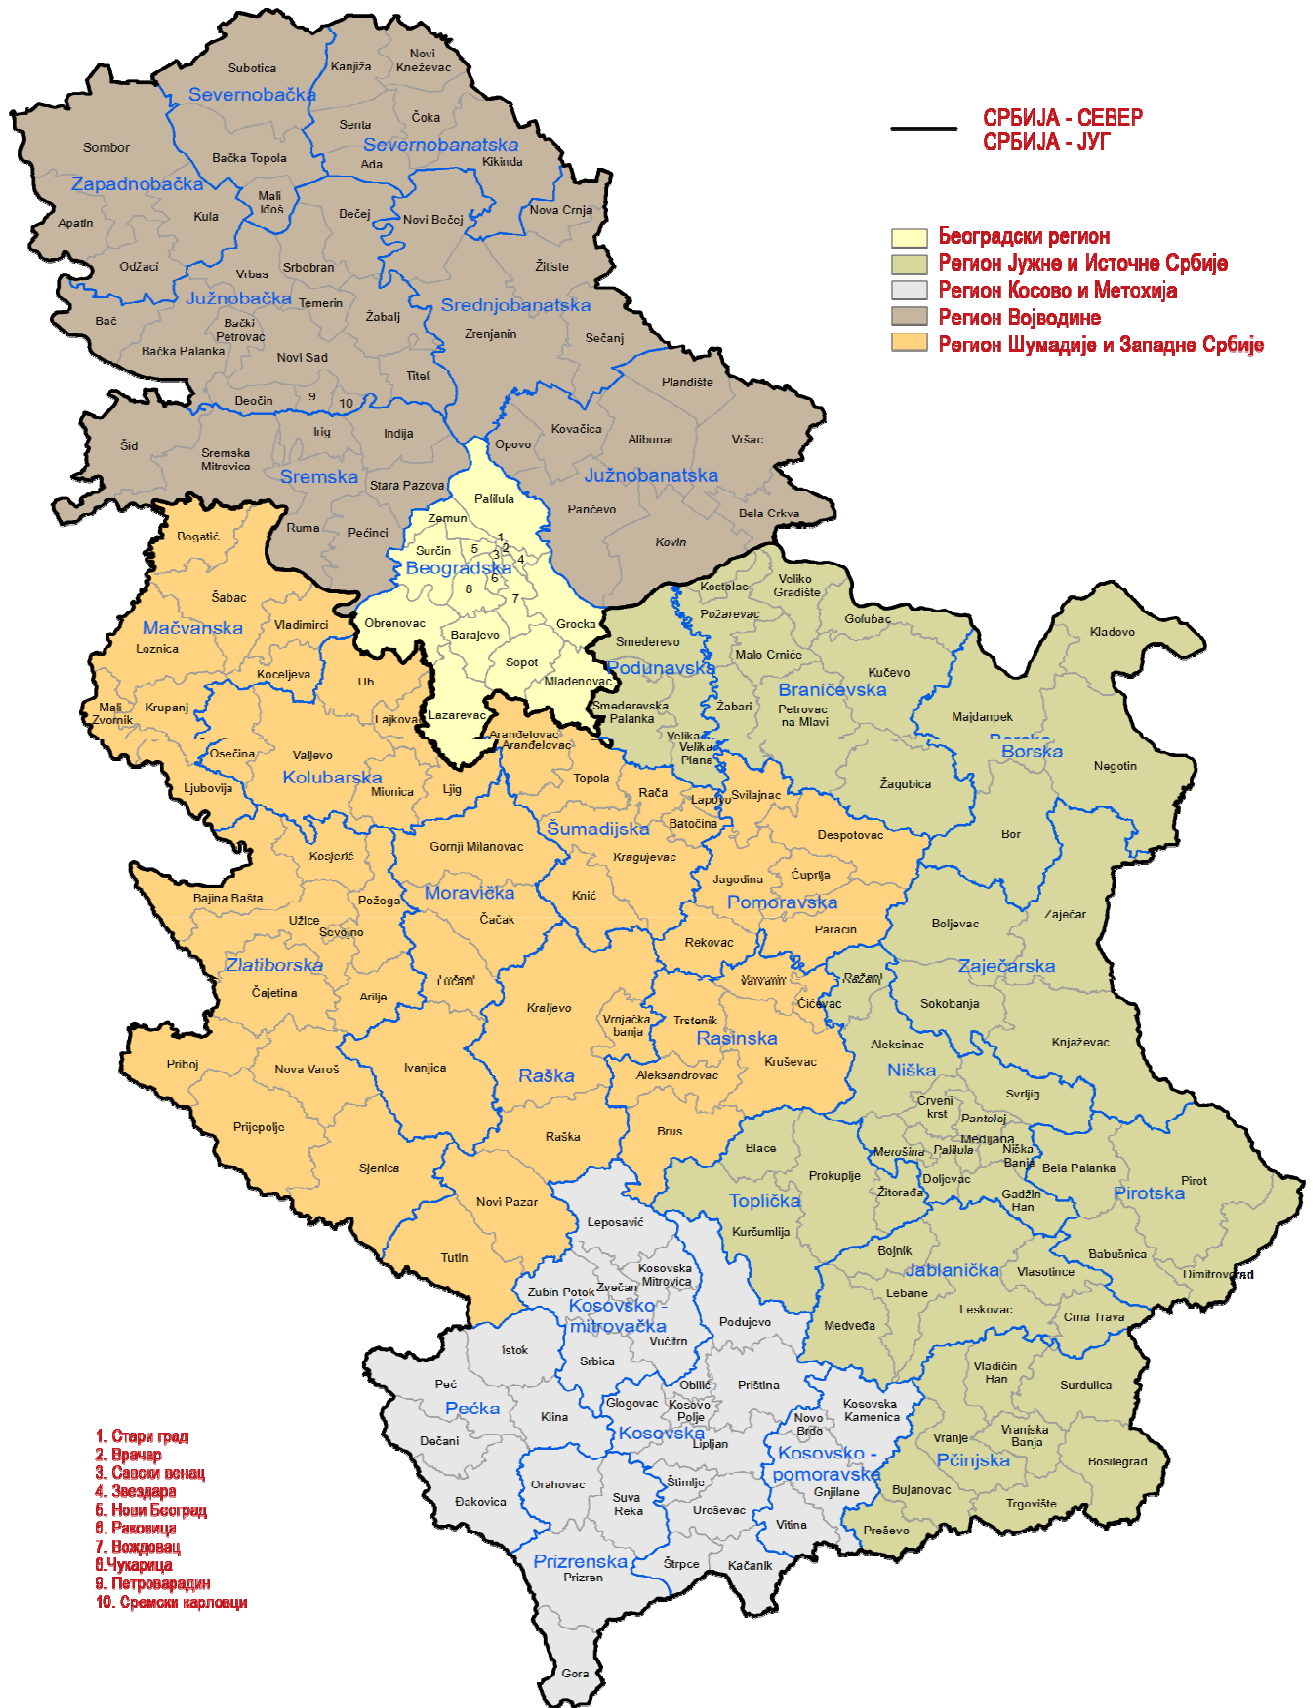 СРБИЈА - СЕВЕР
СРБИЈА - ЈУГ
Београдски регион
Регион Јужне и Источне Србије
Регион Косово и Метохија
Регион Војводине
Регион Шумадије и Западне Србије
Subotica
Severnobačka
Kanjiža
Novi
Kneževac
Senta
Čoka
Severnobanatska
Ada
Kikinda
Sombor
Bačka Topola
Zapadnobačka
Mali
Iđoš
Apatin
Kula
Bečej
Novi Bečej
Nova Crnja
Odžaci
Vrbas
Srbobran
Žitište
Južnobačka
Temerin
Srednjobanatska
Bač
Bački
Petrovac
Žabalj
Zrenjanin
Sečanj
Bačka Palanka
Novi Sad
Titel
Plandište
Beočin
9
10
Irig
Inđija
Kovačica
Opovo
Alibunar
Vršac
Šid
Sremska
Mitrovica
Sremska
Stara Pazova
Južnobanatska
Palilula
Pančevo
Bela Crkva
Ruma
Pećinci
Zemun
Kovin
Bogatić
Surčin
5
1
2
3
4
Beogradska
6
8
7
Kostolac
Veliko
Gradište
Šabac
Požarevac
Golubac
Mačvanska
Vladimirci
Obrenovac
Barajevo
Grocka
Smederevo
Kladovo
Loznica
Malo Crniće
Podunavska
Koceljeva
Ub
Sopot
Mladenovac
Kučevo
Braničevska
Mali
Zvornik
Krupanj
Lajkovac
Lazarevac
Smederevska
Palanka
Žabari
Petrovac
na Mlavi
Majdanpek
Osečina
Valjevo
Aranđelovac
Aranđelovac
Velika
Velika
Plana
Borska
Borska
Negotin
Ljubovija
Kolubarska
Mionica
Ljig
Topola
Rača
Lapovo
Svilajnac
Žagubica
Šumadijska
Batočina
Despotovac
Bor
Gornji Milanovac
Kosjerić
Kragujevac
Jagodina
Ćuprija
Bajina Bašta
Požega
Moravička
Knić
Pomoravska
Užice
Sevojno
Čačak
Paraćin
Boljevac
Zaječar
Rekovac
Zlatiborska
Zaječarska
Čajetina
Arilje
Lučani
Varvarin
Ražanj
Kraljevo
Vrnjačka
banja
Trstenik
Ćićevac
Sokobanja
Rasinska
Aleksinac
Knjaževac
Priboj
Nova Varoš
Ivanjica
Raška
Aleksandrovac
Kruševac
Niška
Svrljig
Prijepolje
Raška
Brus
Crveni
krst
Pantelej
Blace
Medijana
Merošina
Palilula
Niška
Banja
Sjenica
Prokuplje
Doljevac
Bela Palanka
Pirot
Novi Pazar
Toplička
Žitorađa
Gadžin
Han
Pirotska
Leposavić
Kuršumlija
Bojnik
Babušnica
Tutin
Kosovska
Mitrovica
Jablanička
Vlasotince
Dimitrovgrad
Zubin Potok
Zvečan
Lebane
Kosovsko -
mitrovačka
Podujevo
Medveđa
Leskovac
Crna Trava
Vučitrn
Istok
Srbica
Vladičin
Han
Peć
Obilić
Priština
Surdulica
Pećka
Klina
Glogovac
Kosovo
Polje
Kosovska
Kamenica
Novo
Brdo
Dečani
Kosovska
Lipljan
Vranje
Vranjska
Banja
Kosovsko -
pomoravska
Pčinjska
Bosilegrad
Orahovac
Štimlje
Gnjilane
Bujanovac
Đakovica
Suva
Reka
Uroševac
Trgovište
Vitina
Preševo
Prizrenska
Prizren
Štrpce
Kačanik
Gora
1. Стари град
2. Врачар
3. Савски венац
4. Звездара
5. Нови Београд
6. Раковица
7. Вождовац
8.Чукарица
9. Петроварадин
10. Сремски карловци